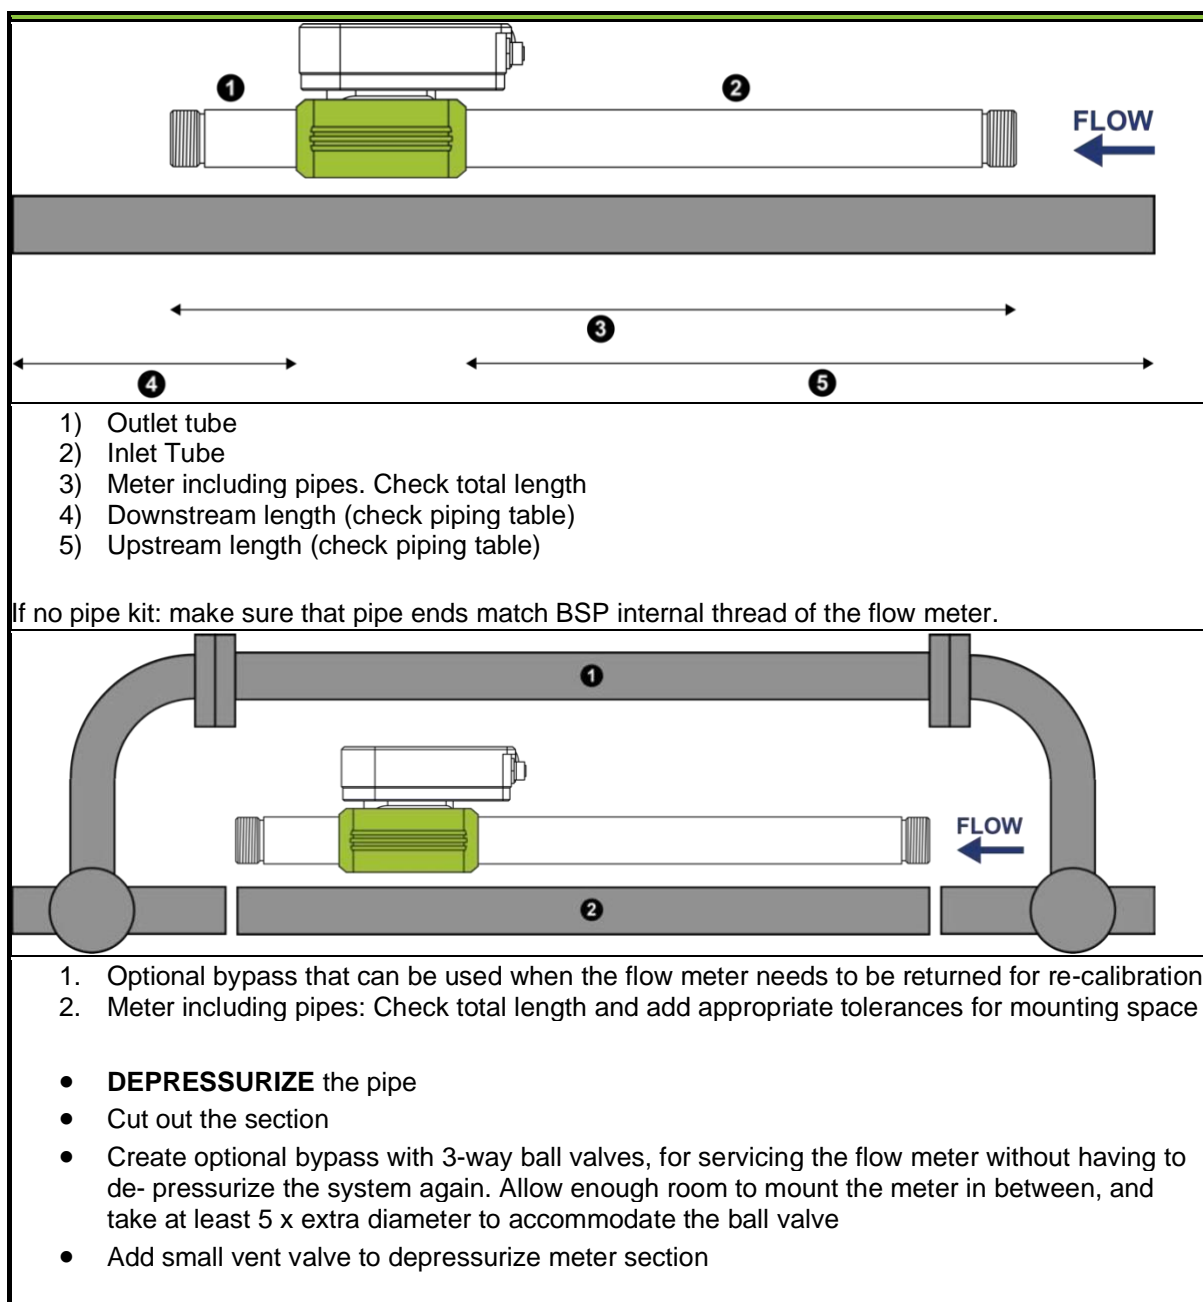 1 2
FLOW
3
4 5
1) Outlet tube
2) Inlet Tube
3) Meter including pipes. Check total length
4) Downstream length (check piping table)
5) Upstream length (check piping table)
If no pipe kit: make sure that pipe ends match BSP internal thread of the flow meter.
1
FLOW
2
1. Optional bypass that can be used when the flow meter needs to be returned for re-calibration
2. Meter including pipes: Check total length and add appropriate tolerances for mounting space
• DEPRESSURIZE the pipe
• Cut out the section
• Create optional bypass with 3-way ball valves, for servicing the flow meter without having to
de- pressurize the system again. Allow enough room to mount the meter in between, and
take at least 5 x extra diameter to accommodate the ball valve
• Add small vent valve to depressurize meter section